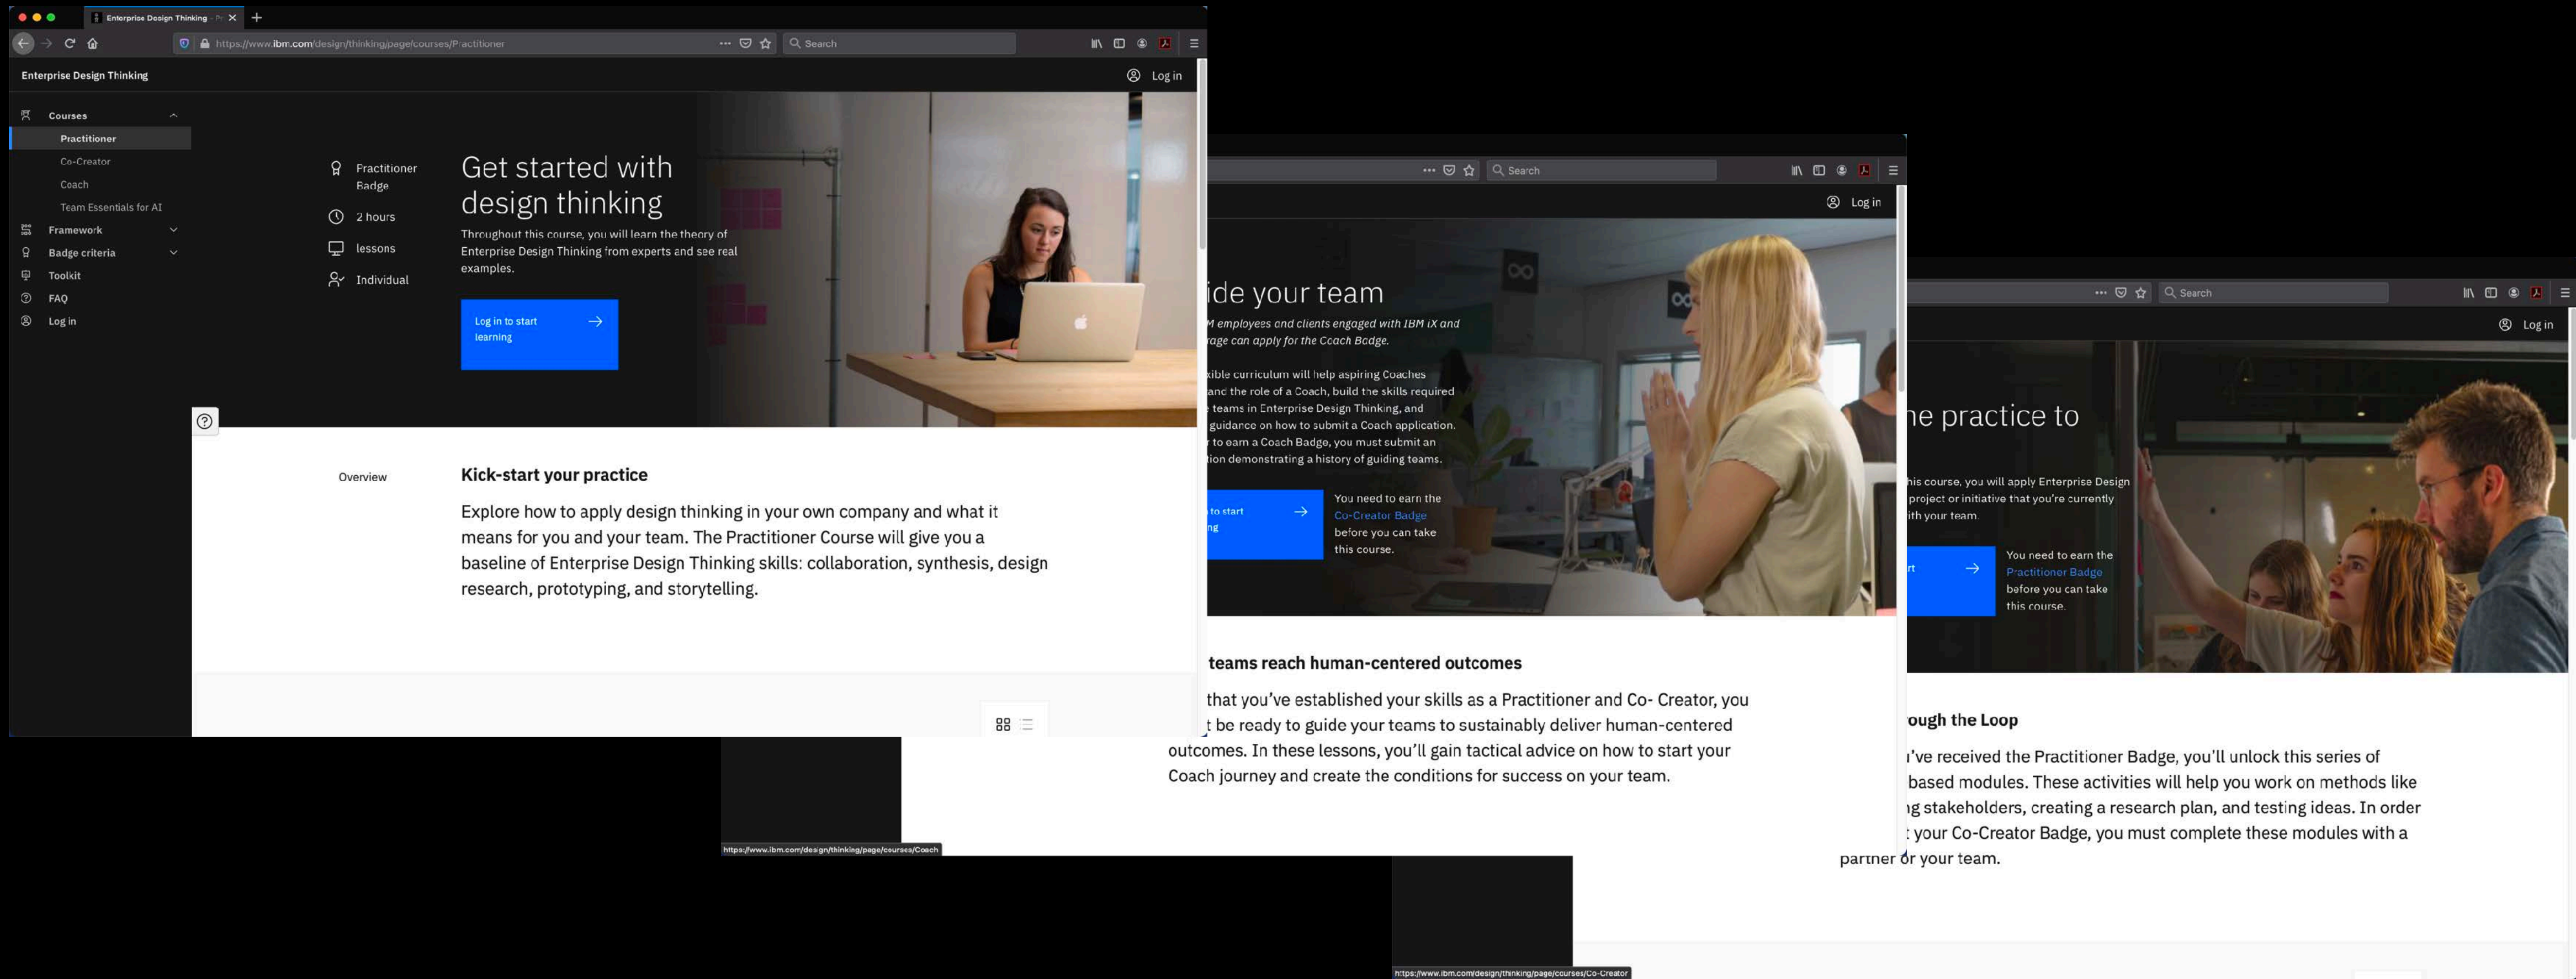 Enterprise Design Thinking - Pr
https://www.ibm.com/design/thinking/page/courses/Practitioner
Search
Enterprise Design Thinking
Log in
Courses
Practitioner
Co-Creator
Coach
Team Essentials for AI
Framework
Badge criteria
Toolkit
FAQ
Log in
Practitioner
Badge
2 hours
lessons
Individual
Get started with
design thinking
Throughout this course, you will learn the theory of
Enterprise Design Thinking from experts and see real
examples.
Log in to start
learning
Overview
Kick-start your practice
Explore how to apply design thinking in your own company and what it
means for you and your team. The Practitioner Course will give you a
baseline of Enterprise Design Thinking skills: collaboration, synthesis, design
research, prototyping, and storytelling.
Search
Log in
ide your team
M employees and clients engaged with IBM iX and
rage can apply for the Coach Badge.
xible curriculum will help aspiring Coaches
and the role of a Coach, build the skills required
teams in Enterprise Design Thinking, and
guidance on how to submit a Coach application.
r to earn a Coach Badge, you must submit an
tion demonstrating a history of guiding teams.
to start
ng
You need to earn the
Co-Creator Badge
before you can take
this course.
teams reach human-centered outcomes
that you've established your skills as a Practitioner and Co- Creator, you
t be ready to guide your teams to sustainably deliver human-centered
outcomes. In these lessons, you'll gain tactical advice on how to start your
Coach journey and create the conditions for success on your team.
https://www.ibm.com/design/thinking/page/courses/Coach
Search
Log in
he practice to
his course, you will apply Enterprise Design
project or initiative that you're currently
ith your team.
rt
You need to earn the
Practitioner Badge
before you can take
this course.
ough the Loop
u've received the Practitioner Badge, you'll unlock this series of
based modules. These activities will help you work on methods like
ng stakeholders, creating a research plan, and testing ideas. In order
t your Co-Creator Badge, you must complete these modules with a
partner or your team.
https://www.ibm.com/design/thinking/page/courses/Co-Creator